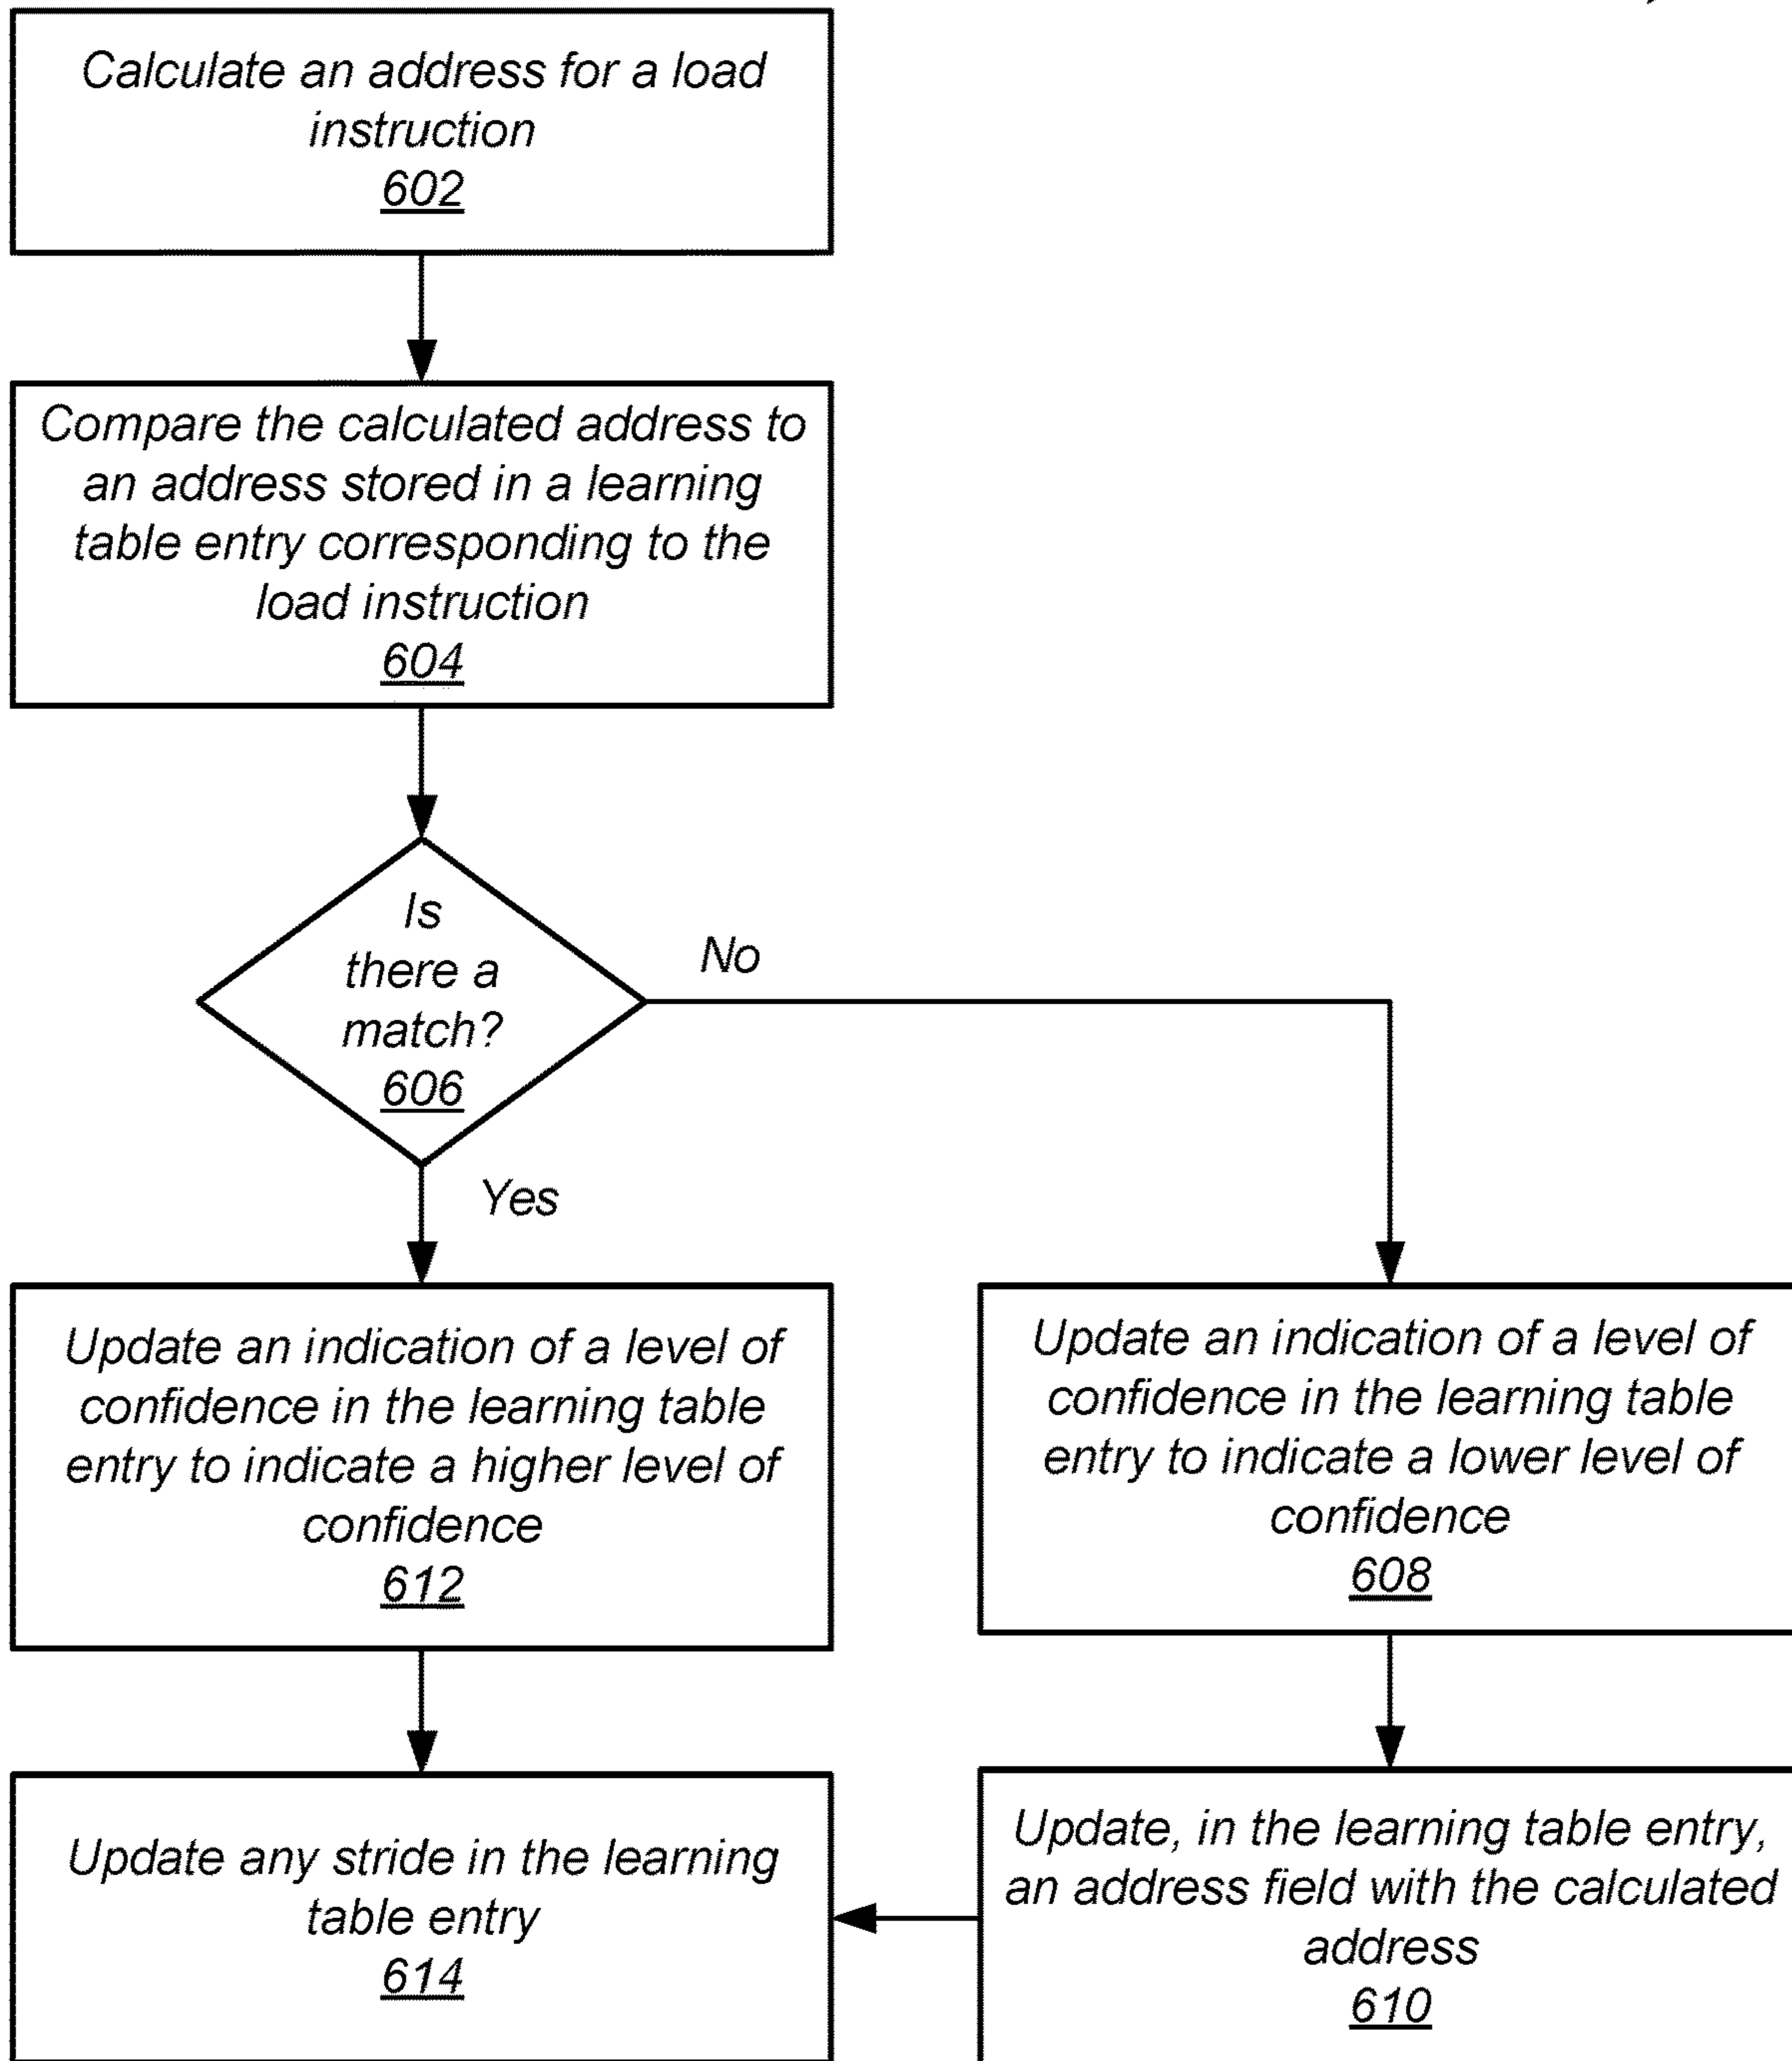 Calculate an address for a load
instruction
602
Compare the calculated address to
an address stored in a learning
table entry corresponding to the
load instruction
604
Is
there a
match?
606
No
Yes
Update an indication of a level of
confidence in the learning table
entry to indicate a higher level of
confidence
612
Update an indication of a level of
confidence in the learning table
entry to indicate a lower level of
confidence
608
Update any stride in the learning
table entry
614
Update, in the learning table entry,
an address field with the calculated
address
610